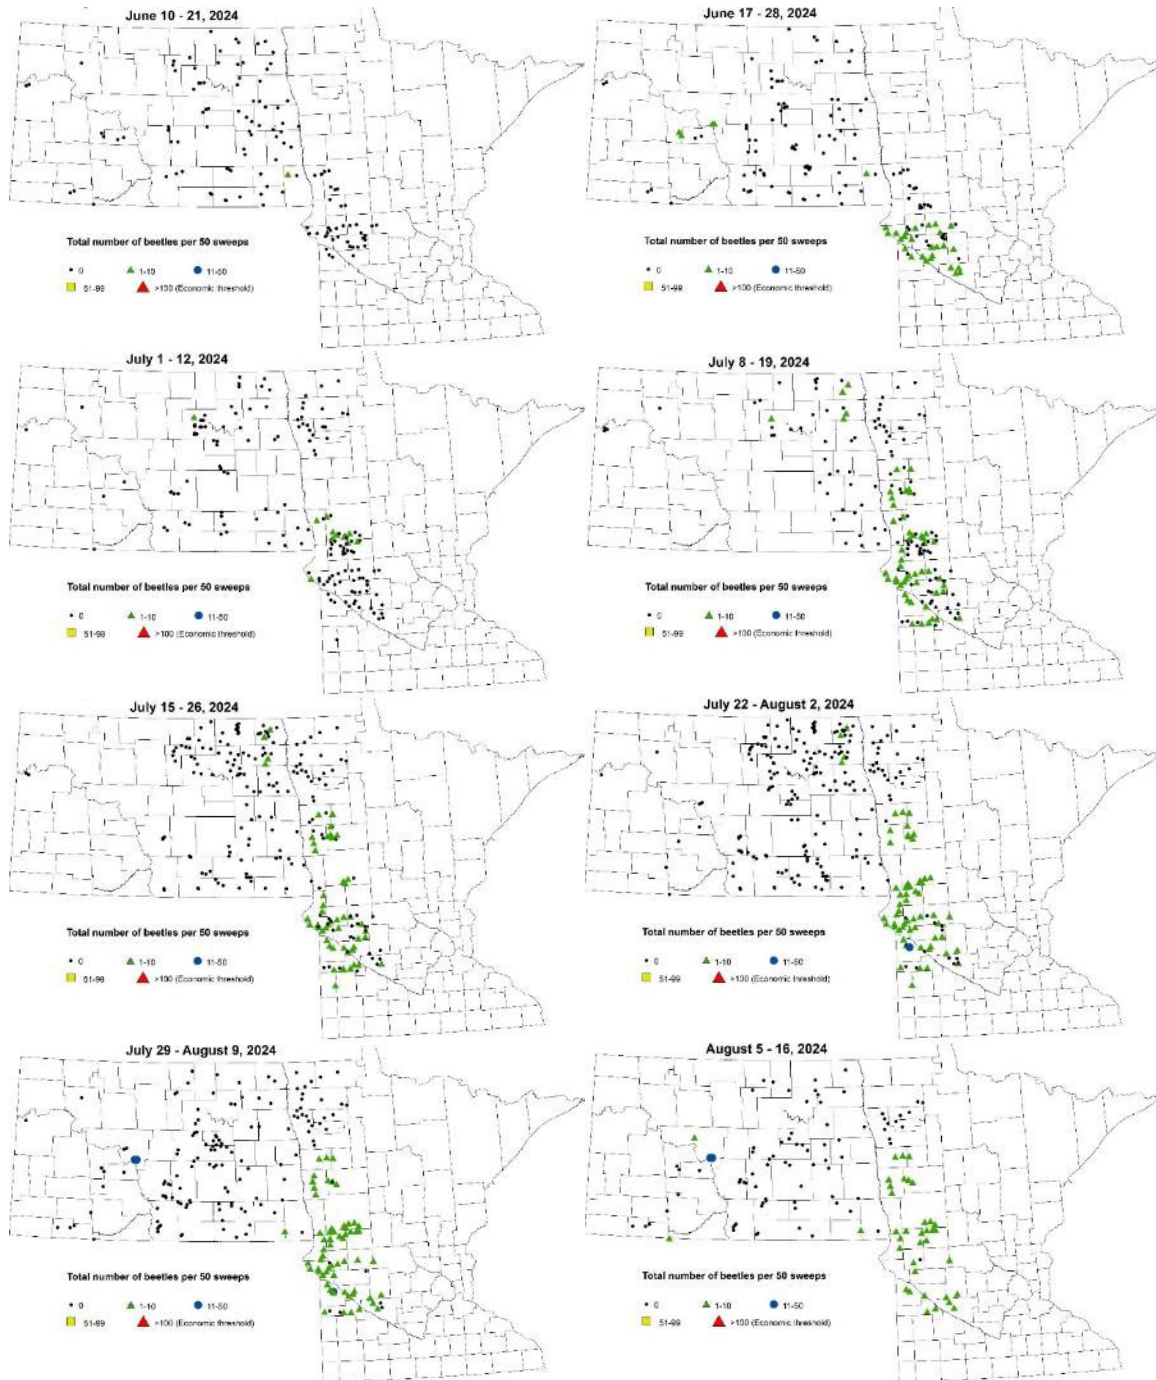 June 10 - 21, 2024
Total number of beetles per 50 sweeps
0 1-10 11-50
51-99 >100 (Economic threshold)
June 17 - 28, 2024
Total number of beetles per 50 sweeps
0 1-10 11-50
51-99 >100 (Economic threshold)
July 1 - 12, 2024
Total number of beetles per 50 sweeps
0 1-10 11-50
51-99 >100 (Economic threshold)
July 8 - 19, 2024
Total number of beetles per 50 sweeps
0 1-10 11-50
51-99 >100 (Economic threshold)
July 15 - 26, 2024
Total number of beetles per 50 sweeps
0 1-10 11-50
51-99 >100 (Economic threshold)
July 22 - August 2, 2024
Total number of beetles per 50 sweeps
0 1-10 11-50
51-99 >100 (Economic threshold)
July 29 - August 9, 2024
Total number of beetles per 50 sweeps
0 1-10 11-50
51-99 >100 (Economic threshold)
August 5 - 16, 2024
Total number of beetles per 50 sweeps
0 1-10 11-50
51-99 >100 (Economic threshold)